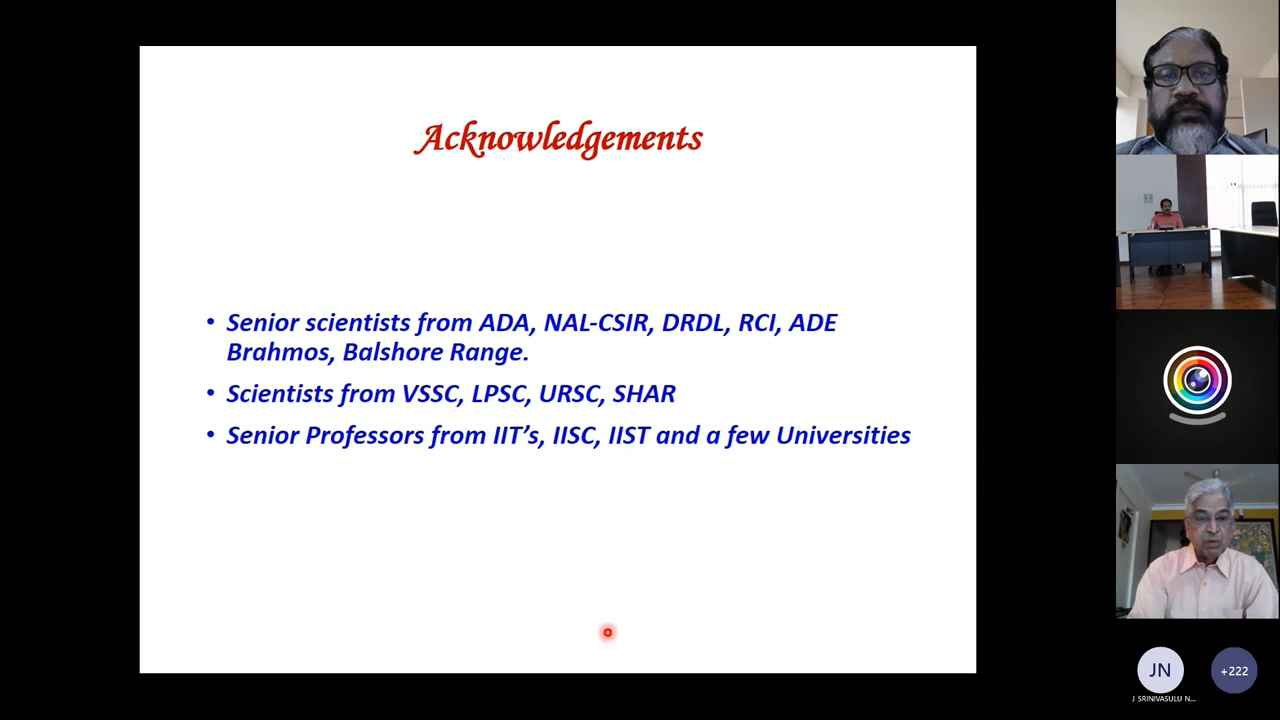 Acknowledgements
• Senior scientists from ADA, NAL-CSIR, DRDL, RCI, ADE
Brahmos, Balshore Range.
• Scientists from VSSC, LPSC, URSC, SHAR
• Senior Professors from IIT's, IISC, IIST and a few Universities
JN
+222
J SRINIVASULU N...